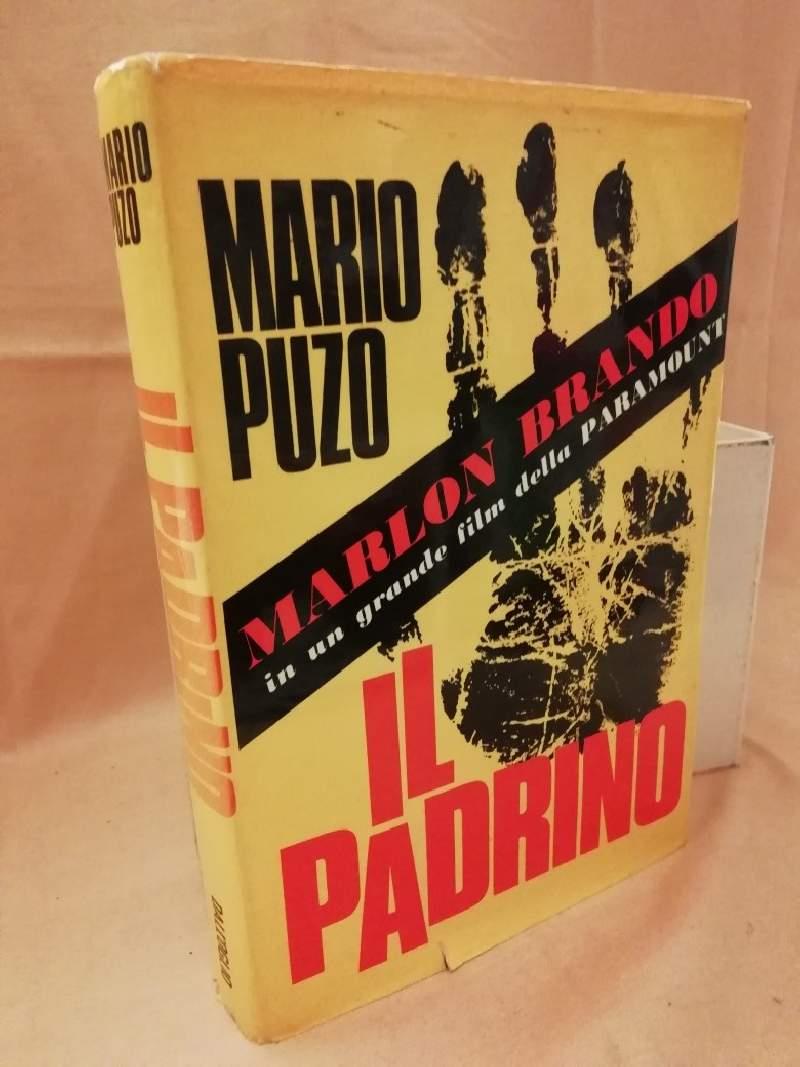 MARIO
PUZO
IL PADRINO
DALL'OGLIO
MARIO
PUZO
MARLON BRANDO
in un grande film della PARAMOUNT
IL
PADRINO